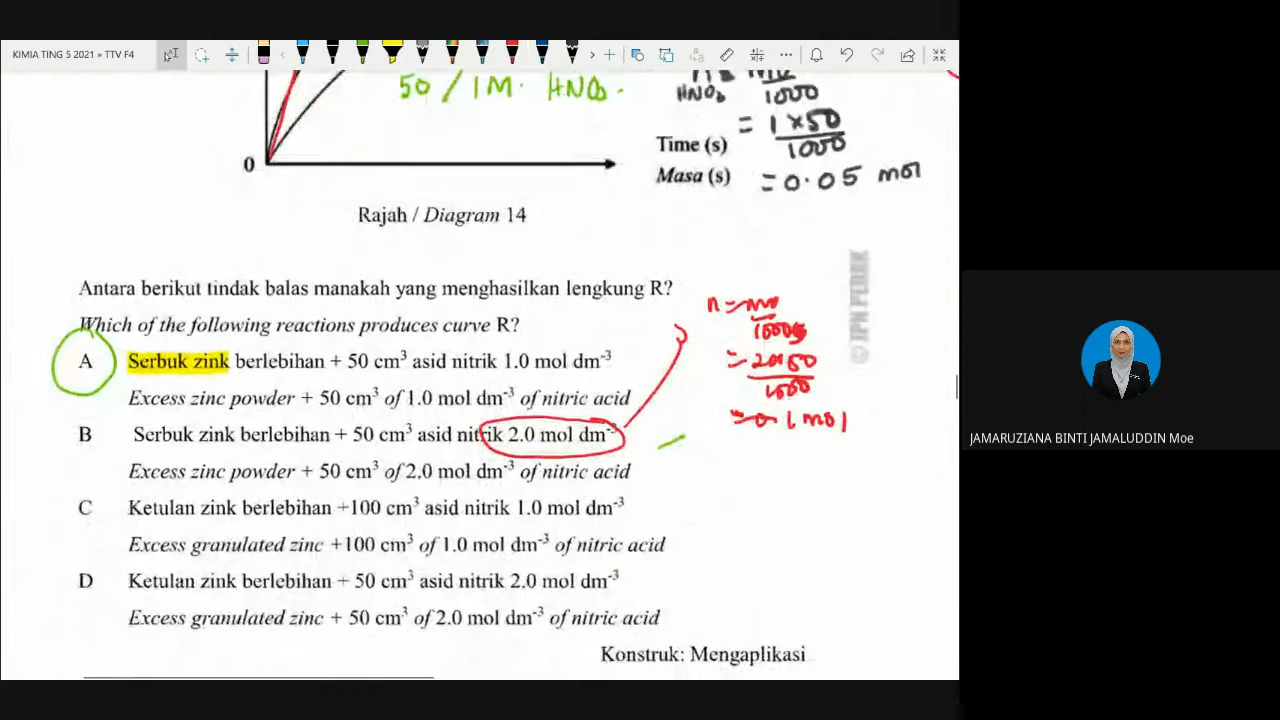 KIMIA TING 5 2021 » TTV F4
50 / 1M. HNO3.
HNO3 1000
= 1 x 50
1000
= 0.05 mol
0
Time (s)
Masa (s)
Rajah / Diagram 14
Antara berikut tindak balas manakah yang menghasilkan lengkung R?
Which of the following reactions produces curve R?
A Serbuk zink berlebihan + 50 cm³ asid nitrik 1.0 mol dm⁻³
Excess zinc powder + 50 cm³ of 1.0 mol dm⁻³ of nitric acid
B Serbuk zink berlebihan + 50 cm³ asid nitrik 2.0 mol dm⁻³
Excess zinc powder + 50 cm³ of 2.0 mol dm⁻³ of nitric acid
C Ketulan zink berlebihan +100 cm³ asid nitrik 1.0 mol dm⁻³
Excess granulated zinc +100 cm³ of 1.0 mol dm⁻³ of nitric acid
D Ketulan zink berlebihan + 50 cm³ asid nitrik 2.0 mol dm⁻³
Excess granulated zinc + 50 cm³ of 2.0 mol dm⁻³ of nitric acid
Konstruk: Mengaplikasi
n = mv
1000
= 2x50
1000
= 0.1 mol
© JPN PERAK
JAMARUZIANA BINTI JAMALUDDIN Moe